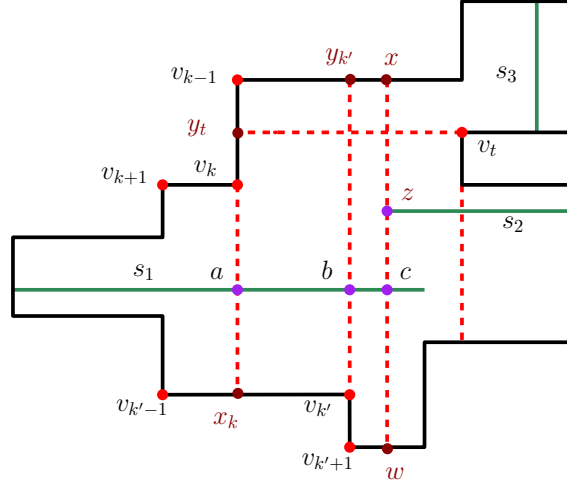 y_{k'} x
v_{k-1} s_3
y_t
v_t
v_{k+1} v_k
z
s_2
s_1 a b c
v_{k'-1} x_k v_{k'}
v_{k'+1} w